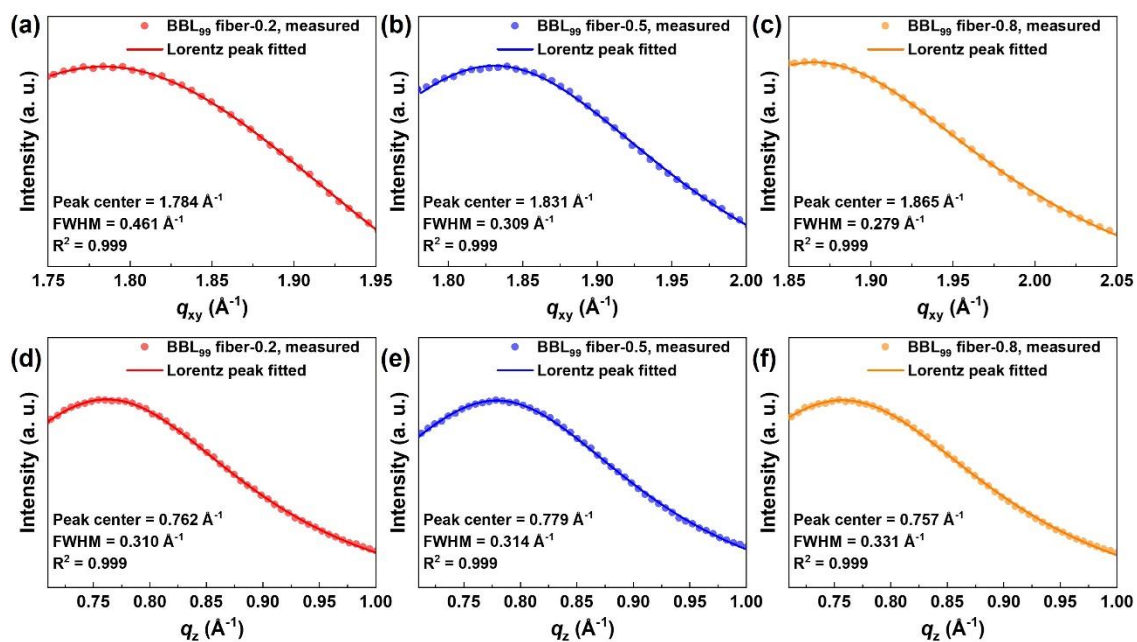 (a)
BBL₉₉ fiber-0.2, measured
Lorentz peak fitted
Intensity (a. u.)
Peak center = 1.784 Å⁻¹
FWHM = 0.461 Å⁻¹
R² = 0.999
1.75 1.80 1.85 1.90 1.95
qxy (Å⁻¹)
(b)
BBL₉₉ fiber-0.5, measured
Lorentz peak fitted
Intensity (a. u.)
Peak center = 1.831 Å⁻¹
FWHM = 0.309 Å⁻¹
R² = 0.999
1.80 1.90 2.00
qxy (Å⁻¹)
(c)
BBL₉₉ fiber-0.8, measured
Lorentz peak fitted
Intensity (a. u.)
Peak center = 1.865 Å⁻¹
FWHM = 0.279 Å⁻¹
R² = 0.999
1.85 1.90 1.95 2.00 2.05
qxy (Å⁻¹)
(d)
BBL₉₉ fiber-0.2, measured
Lorentz peak fitted
Intensity (a. u.)
Peak center = 0.762 Å⁻¹
FWHM = 0.310 Å⁻¹
R² = 0.999
0.75 0.80 0.85 0.90 0.95 1.00
qz (Å⁻¹)
(e)
BBL₉₉ fiber-0.5, measured
Lorentz peak fitted
Intensity (a. u.)
Peak center = 0.779 Å⁻¹
FWHM = 0.314 Å⁻¹
R² = 0.999
0.75 0.80 0.85 0.90 0.95 1.00
qz (Å⁻¹)
(f)
BBL₉₉ fiber-0.8, measured
Lorentz peak fitted
Intensity (a. u.)
Peak center = 0.757 Å⁻¹
FWHM = 0.331 Å⁻¹
R² = 0.999
0.75 0.80 0.85 0.90 0.95 1.00
qz (Å⁻¹)